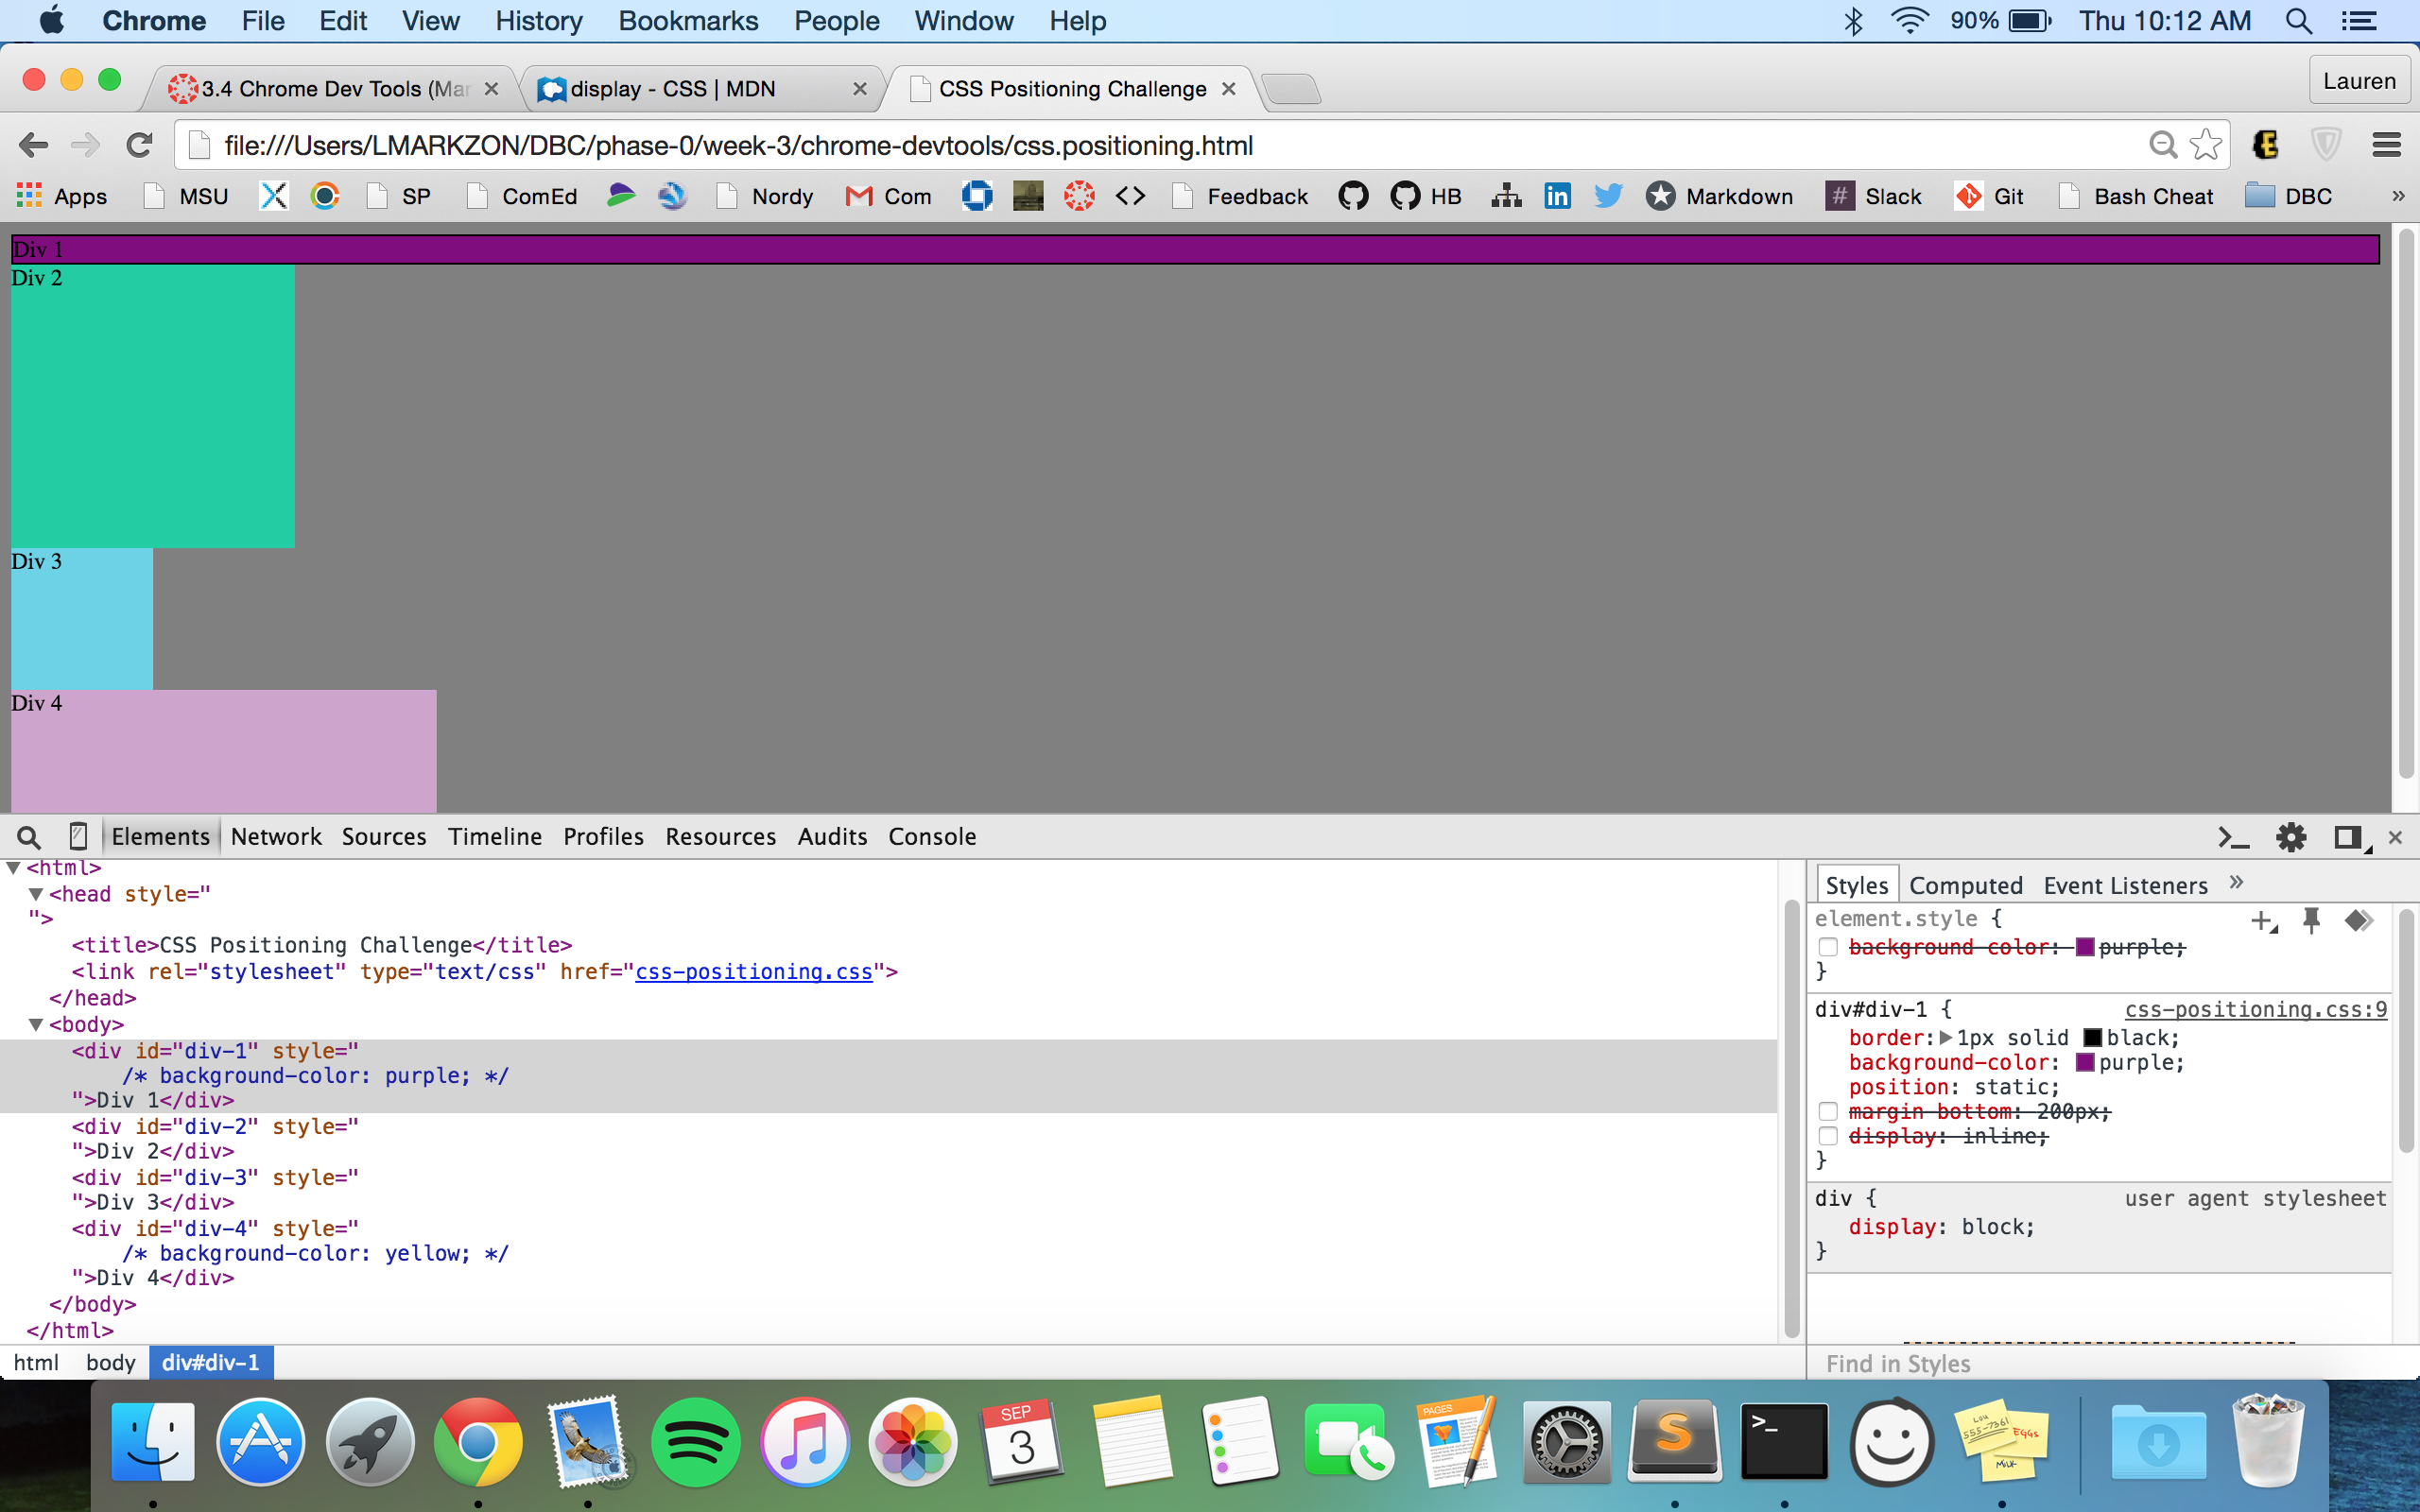 Chrome File Edit View History Bookmarks People Window Help 90% Thu 10:12 AM
3.4 Chrome Dev Tools (Mar display - CSS | MDN CSS Positioning Challenge Lauren
file:///Users/LMARKZON/DBC/phase-0/week-3/chrome-devtools/css.positioning.html
Apps MSU SP ComEd Nordy Com <> Feedback HB in Markdown # Slack Git Bash Cheat DBC »
Div 1
Div 2
Div 3
Div 4
Elements Network Sources Timeline Profiles Resources Audits Console
<html>
<head style="
">
<title>CSS Positioning Challenge</title>
<link rel="stylesheet" type="text/css" href="css-positioning.css">
</head>
<body>
<div id="div-1" style="
/* background-color: purple; */
">Div 1</div>
<div id="div-2" style="
">Div 2</div>
<div id="div-3" style="
">Div 3</div>
<div id="div-4" style="
/* background-color: yellow; */
">Div 4</div>
</body>
</html>
html body div#div-1
Styles Computed Event Listeners »
element.style {
background-color: purple;
}
div#div-1 { css-positioning.css:9
border: 1px solid black;
background-color: purple;
position: static;
margin-bottom: 200px;
display: inline;
}
div { user agent stylesheet
display: block;
}
Find in Styles
SEP
3
PAGES
S
>_
Lou
555-7361
EGGS
MILK